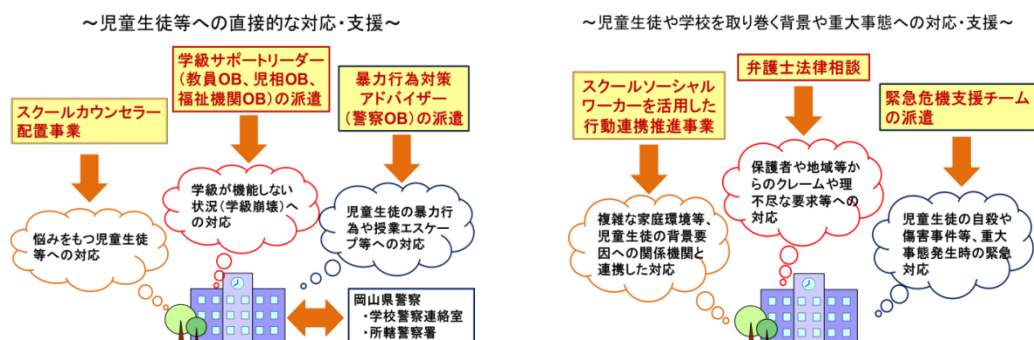 ～児童生徒等への直接的な対応・支援～
スクールカウンセラー
配置事業
学級サポートリーダー
（教員OB、児相OB、
福祉機関OB）の派遣
暴力行為対策
アドバイザー
（警察OB）の派遣
悩みをもつ児童生徒
等への対応
学級が機能しない
状況（学級崩壊）へ
の対応
児童生徒の暴力行
為や授業エスケー
プ等への対応
岡山県警察
・学校警察連絡室
・所轄警察署
～児童生徒や学校を取り巻く背景や重大事態への対応・支援～
スクールソーシャル
ワーカーを活用した
行動連携推進事業
弁護士法律相談
緊急危機支援チーム
の派遣
複雑な家庭環境等、
児童生徒の背景要
因への関係機関と
連携した対応
保護者や地域等か
らのクレームや理
不尽な要求等への
対応
児童生徒の自殺や
傷害事件等、重大
事態発生時の緊急
対応